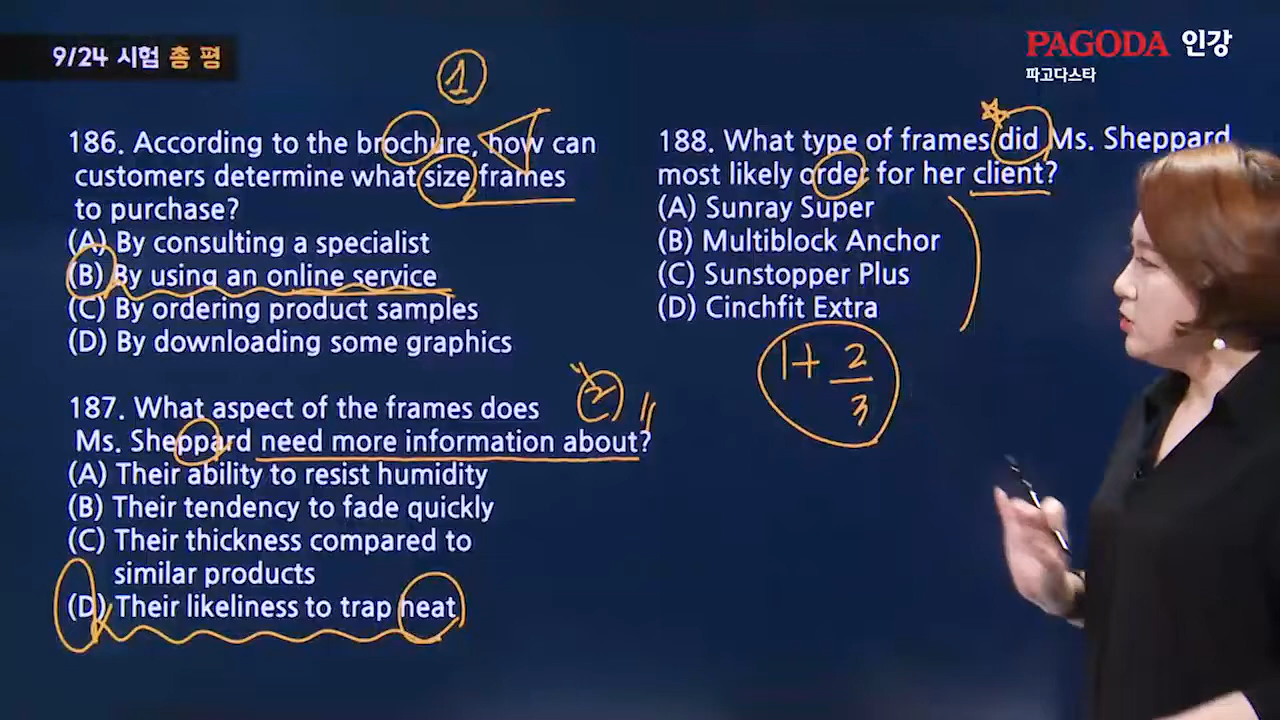 9/24 시험 총 평
PAGODA 인강
파고다스타
1
186. According to the brochure, how can
customers determine what size frames
to purchase?
(A) By consulting a specialist
(B) By using an online service
(C) By ordering product samples
(D) By downloading some graphics
2
187. What aspect of the frames does
Ms. Sheppard need more information about?
(A) Their ability to resist humidity
(B) Their tendency to fade quickly
(C) Their thickness compared to
similar products
(D) Their likeliness to trap heat
188. What type of frames did Ms. Sheppard
most likely order for her client?
(A) Sunray Super
(B) Multiblock Anchor
(C) Sunstopper Plus
(D) Cinchfit Extra
1+ 2
3